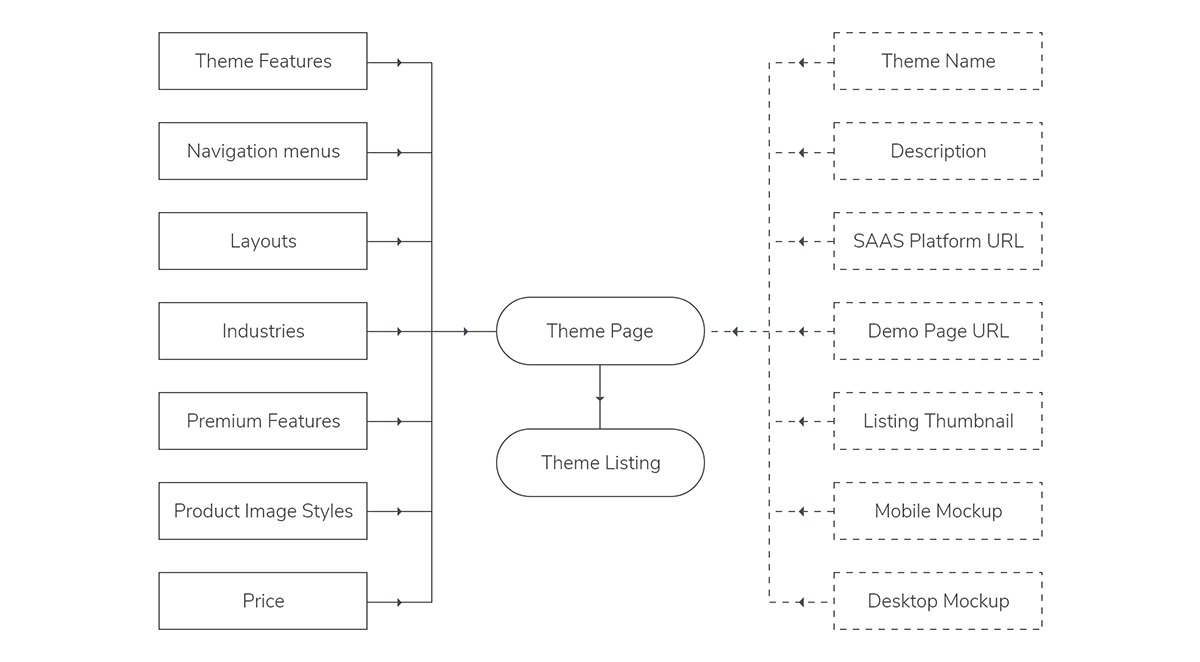 Theme Features
Navigation menus
Layouts
Industries
Premium Features
Product Image Styles
Price
Theme Page
Theme Listing
Theme Name
Description
SAAS Platform URL
Demo Page URL
Listing Thumbnail
Mobile Mockup
Desktop Mockup